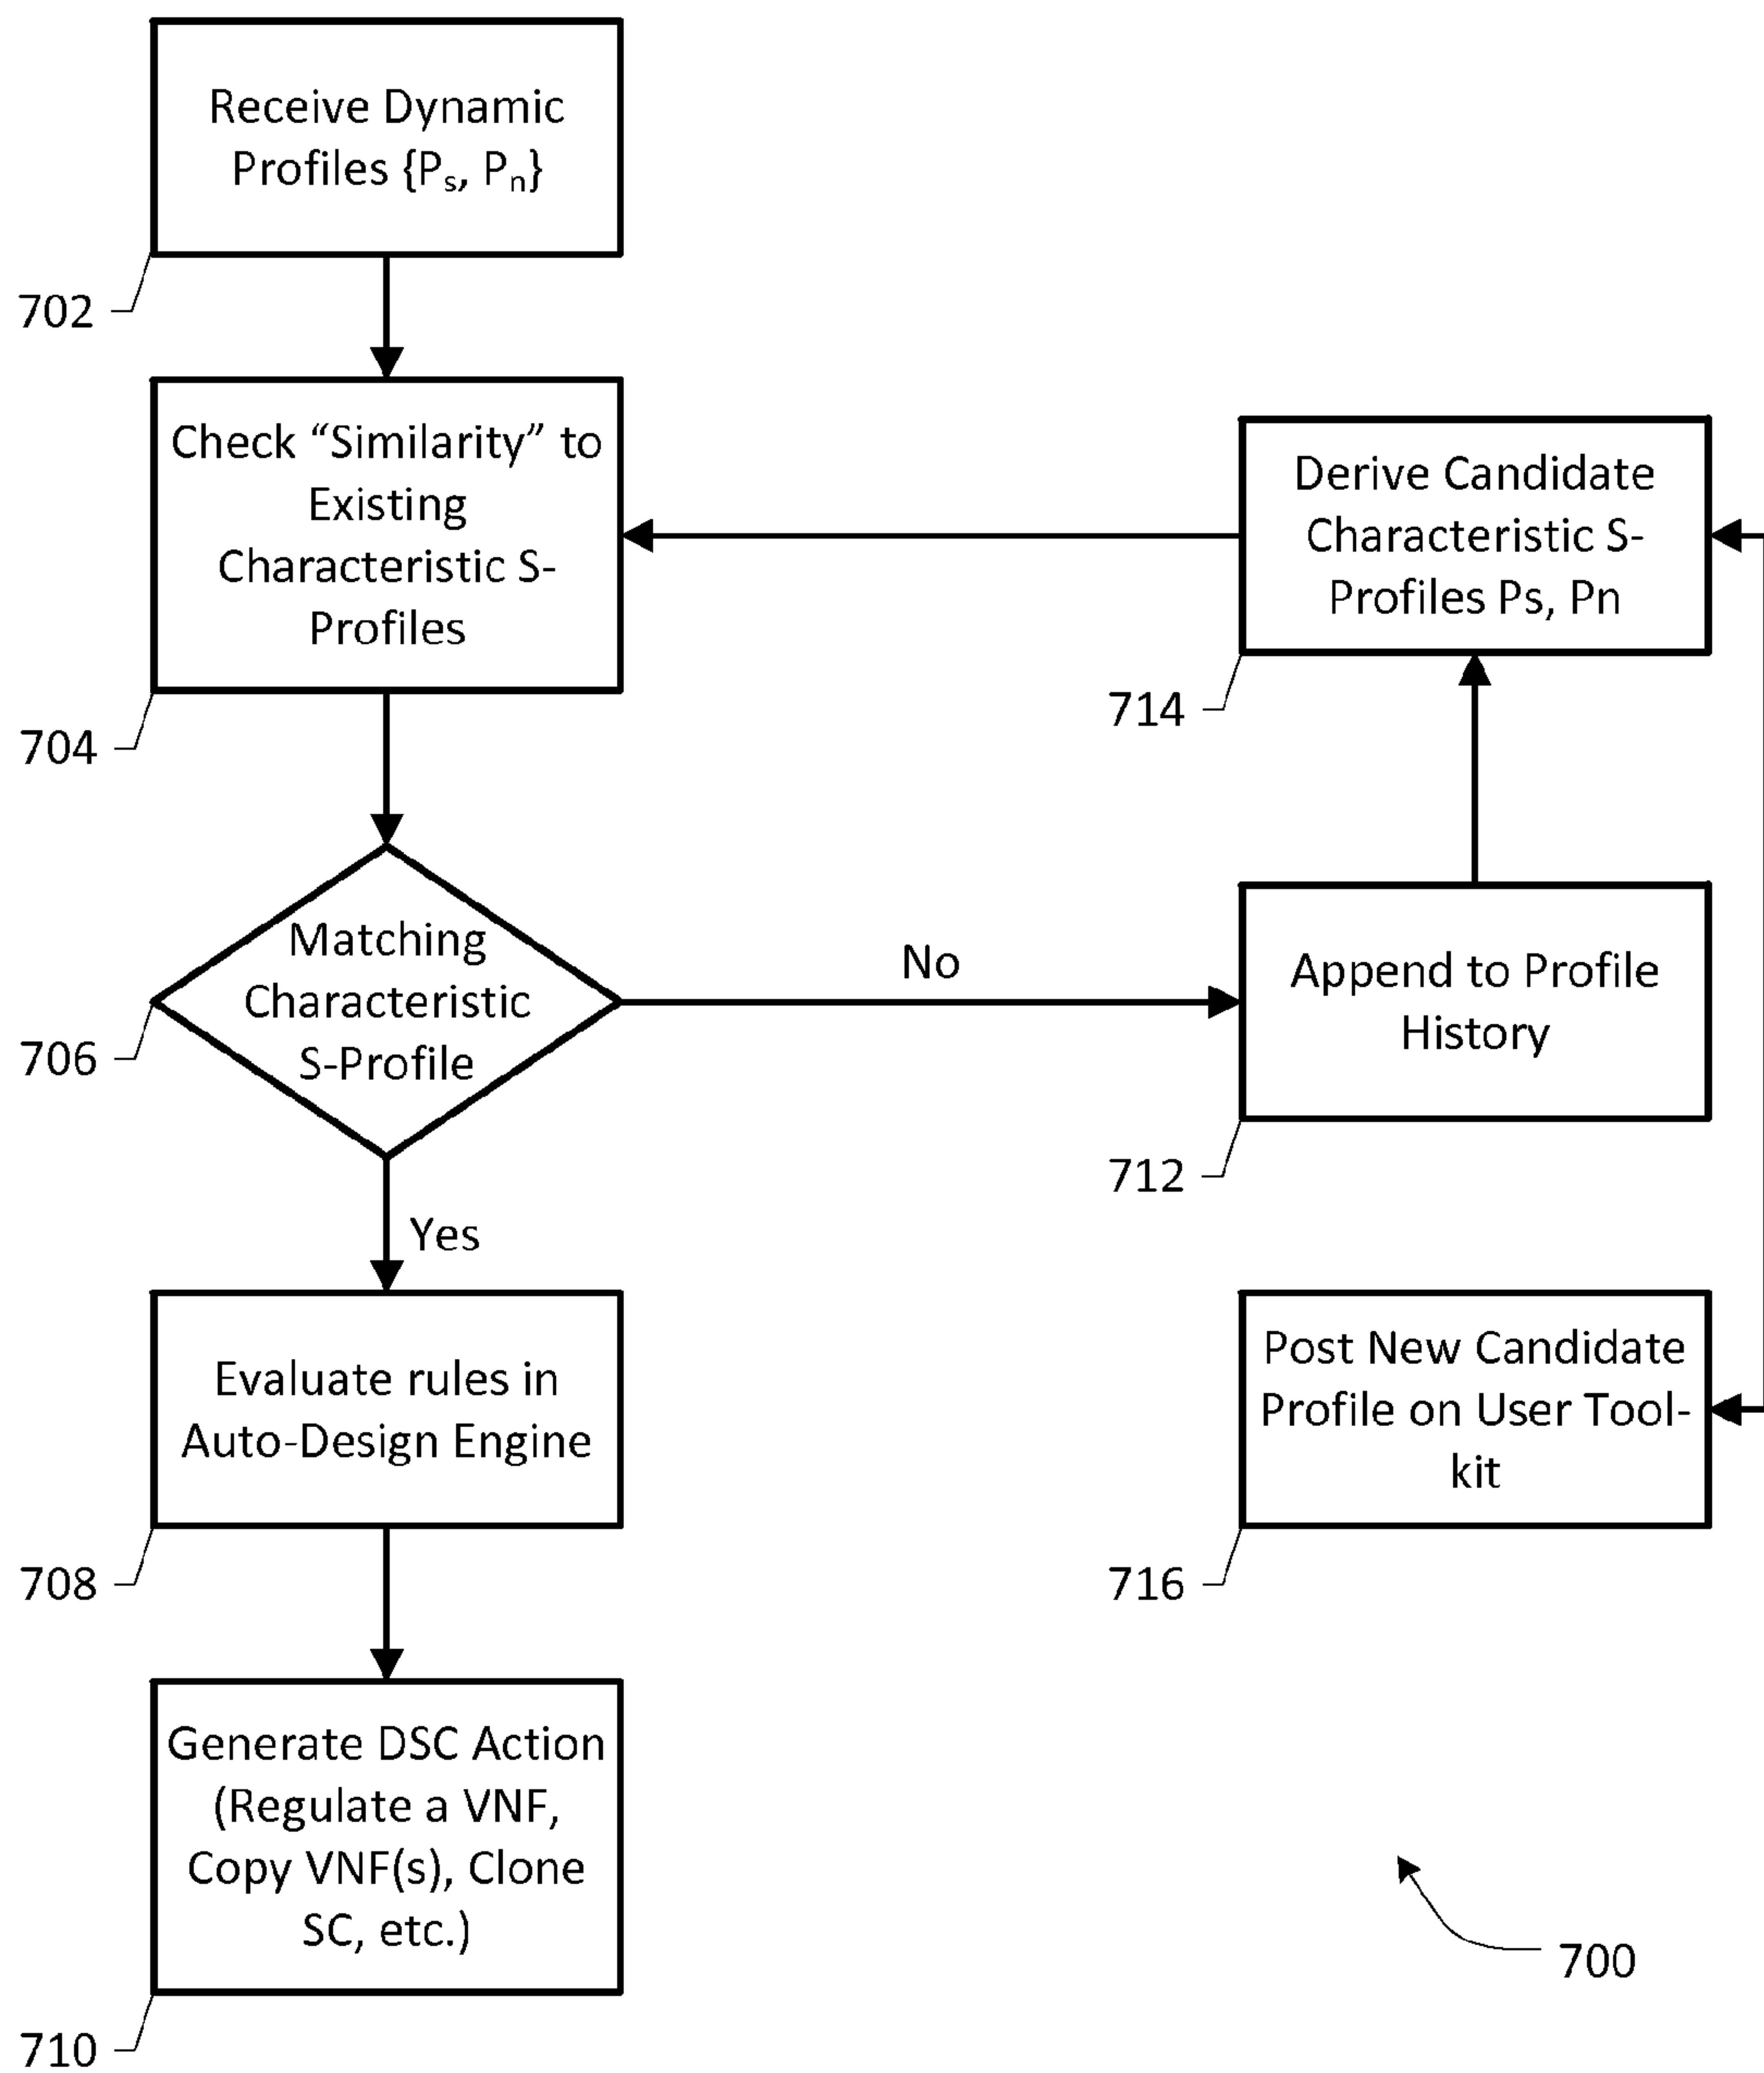 Receive Dynamic
Profiles {Ps, Pn}
702
Check “Similarity” to
Existing
Characteristic S-
Profiles
704
Matching
Characteristic
S-Profile
706
No
Yes
Evaluate rules in
Auto-Design Engine
708
Generate DSC Action
(Regulate a VNF,
Copy VNF(s), Clone
SC, etc.)
710
Derive Candidate
Characteristic S-
Profiles Ps, Pn
714
Append to Profile
History
712
Post New Candidate
Profile on User Tool-
kit
716
700